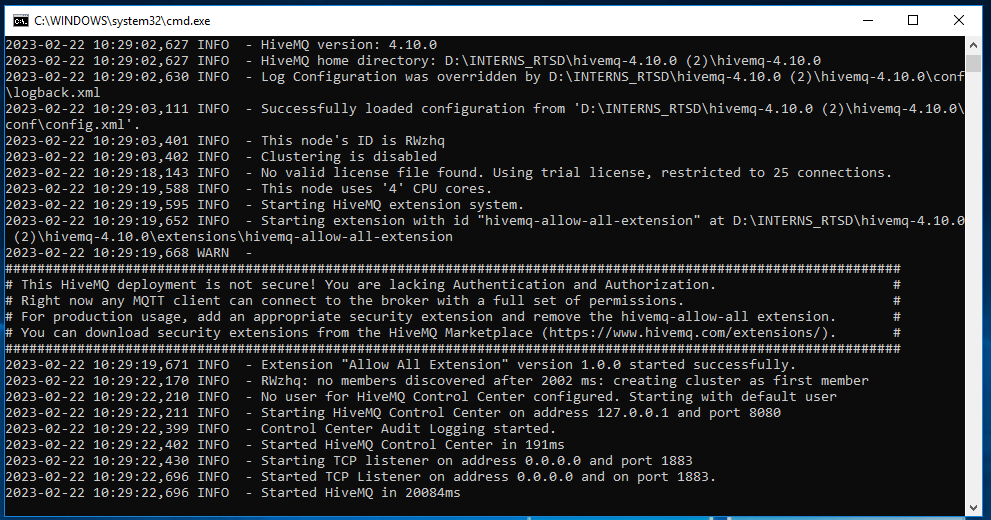 C:\WINDOWS\system32\cmd.exe
2023-02-22 10:29:02,627 INFO  - HiveMQ version: 4.10.0
2023-02-22 10:29:02,627 INFO  - HiveMQ home directory: D:\INTERNS_RTSD\hivemq-4.10.0 (2)\hivemq-4.10.0
2023-02-22 10:29:02,630 INFO  - Log Configuration was overridden by D:\INTERNS_RTSD\hivemq-4.10.0 (2)\hivemq-4.10.0\conf
\logback.xml
2023-02-22 10:29:03,111 INFO  - Successfully loaded configuration from 'D:\INTERNS_RTSD\hivemq-4.10.0 (2)\hivemq-4.10.0\
conf\config.xml'.
2023-02-22 10:29:03,401 INFO  - This node's ID is RWzhq
2023-02-22 10:29:03,402 INFO  - Clustering is disabled
2023-02-22 10:29:18,143 INFO  - No valid license file found. Using trial license, restricted to 25 connections.
2023-02-22 10:29:19,588 INFO  - This node uses '4' CPU cores.
2023-02-22 10:29:19,595 INFO  - Starting HiveMQ extension system.
2023-02-22 10:29:19,652 INFO  - Starting extension with id "hivemq-allow-all-extension" at D:\INTERNS_RTSD\hivemq-4.10.0
 (2)\hivemq-4.10.0\extensions\hivemq-allow-all-extension
2023-02-22 10:29:19,668 WARN  -
################################################################################################################
# This HiveMQ deployment is not secure! You are lacking Authentication and Authorization.                      #
# Right now any MQTT client can connect to the broker with a full set of permissions.                          #
# For production usage, add an appropriate security extension and remove the hivemq-allow-all extension.       #
# You can download security extensions from the HiveMQ Marketplace (https://www.hivemq.com/extensions/).       #
################################################################################################################
2023-02-22 10:29:19,671 INFO  - Extension "Allow All Extension" version 1.0.0 started successfully.
2023-02-22 10:29:22,170 INFO  - RWzhq: no members discovered after 2002 ms: creating cluster as first member
2023-02-22 10:29:22,210 INFO  - No user for HiveMQ Control Center configured. Starting with default user
2023-02-22 10:29:22,211 INFO  - Starting HiveMQ Control Center on address 127.0.0.1 and port 8080
2023-02-22 10:29:22,399 INFO  - Control Center Audit Logging started.
2023-02-22 10:29:22,402 INFO  - Started HiveMQ Control Center in 191ms
2023-02-22 10:29:22,430 INFO  - Starting TCP listener on address 0.0.0.0 and port 1883
2023-02-22 10:29:22,696 INFO  - Started TCP Listener on address 0.0.0.0 and on port 1883.
2023-02-22 10:29:22,696 INFO  - Started HiveMQ in 20084ms